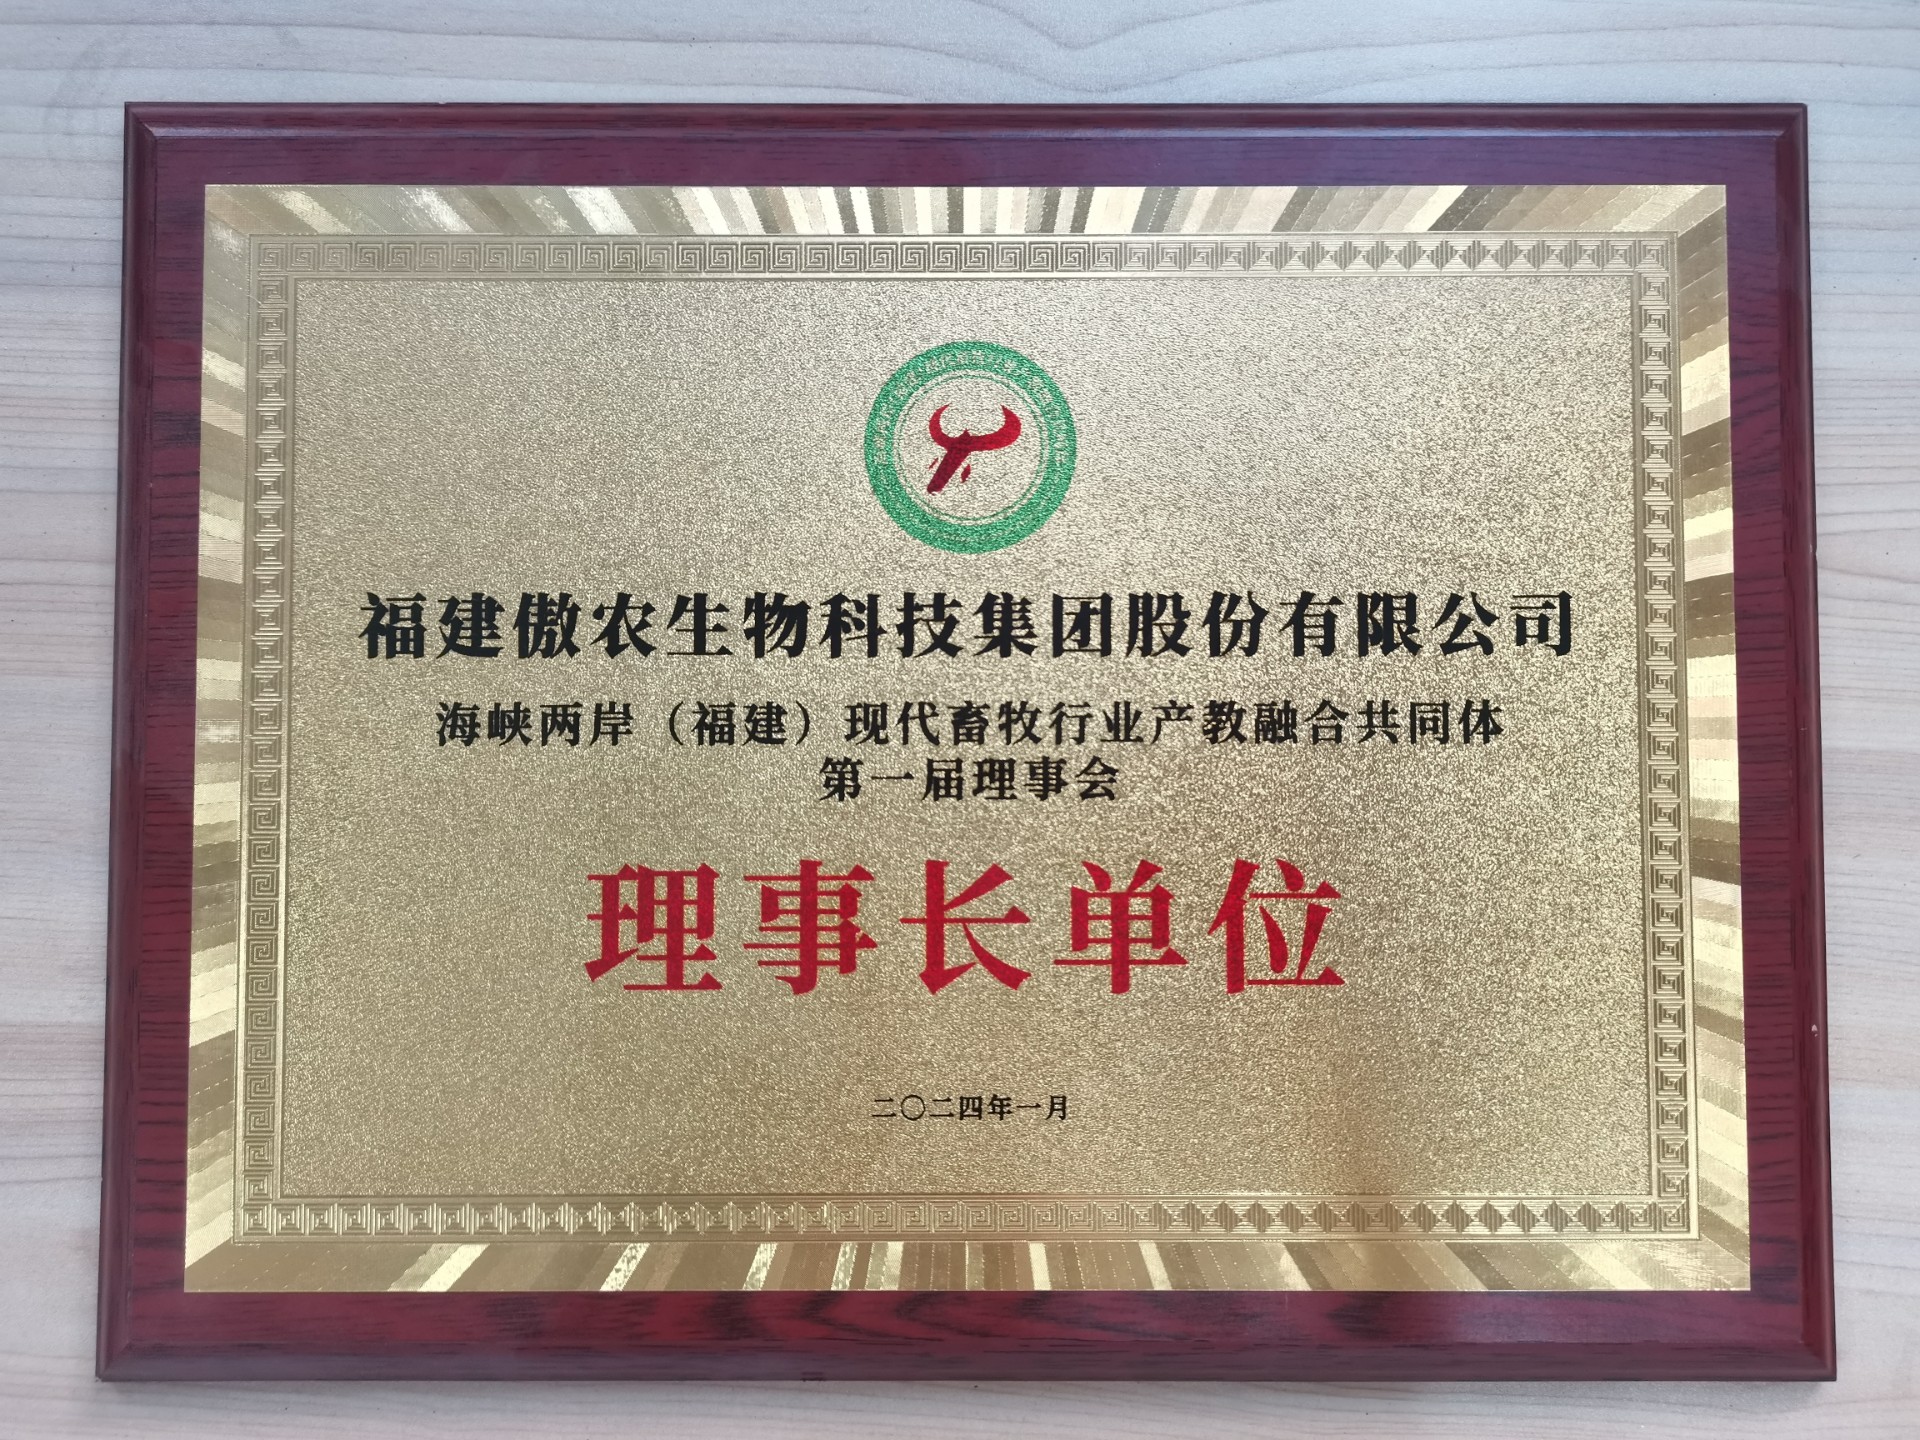 福建傲农生物科技集团股份有限公司
海峡两岸（福建）现代畜牧行业产教融合共同体
第一届理事会
理事长单位
二〇二四年一月